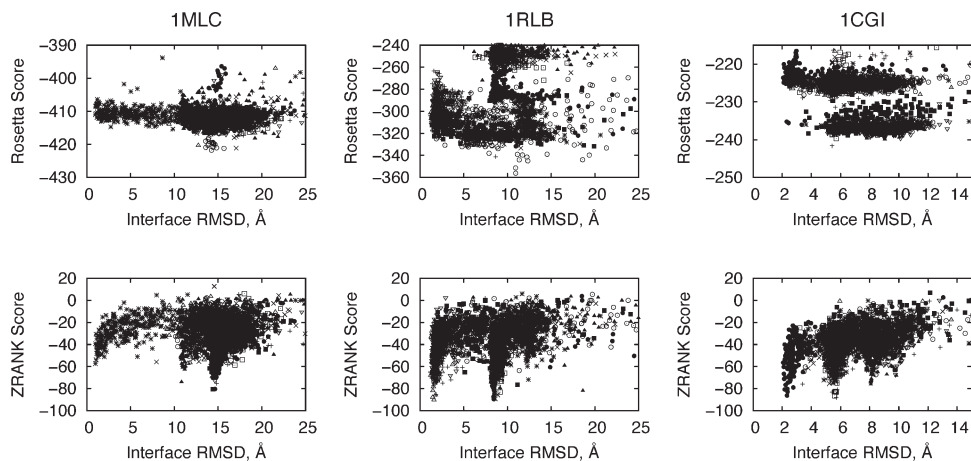 1MLC
1RLB
1CGI
Rosetta Score
−390
−400
−410
−420
−430
0 5 10 15 20 25
Interface RMSD, Å
Rosetta Score
−240
−260
−280
−300
−320
−340
−360
0 5 10 15 20 25
Interface RMSD, Å
Rosetta Score
−220
−230
−240
−250
0 2 4 6 8 10 12 14
Interface RMSD, Å
ZRANK Score
20
0
−20
−40
−60
−80
−100
0 5 10 15 20 25
Interface RMSD, Å
ZRANK Score
20
0
−20
−40
−60
−80
−100
0 5 10 15 20 25
Interface RMSD, Å
ZRANK Score
20
0
−20
−40
−60
−80
−100
0 2 4 6 8 10 12 14
Interface RMSD, Å